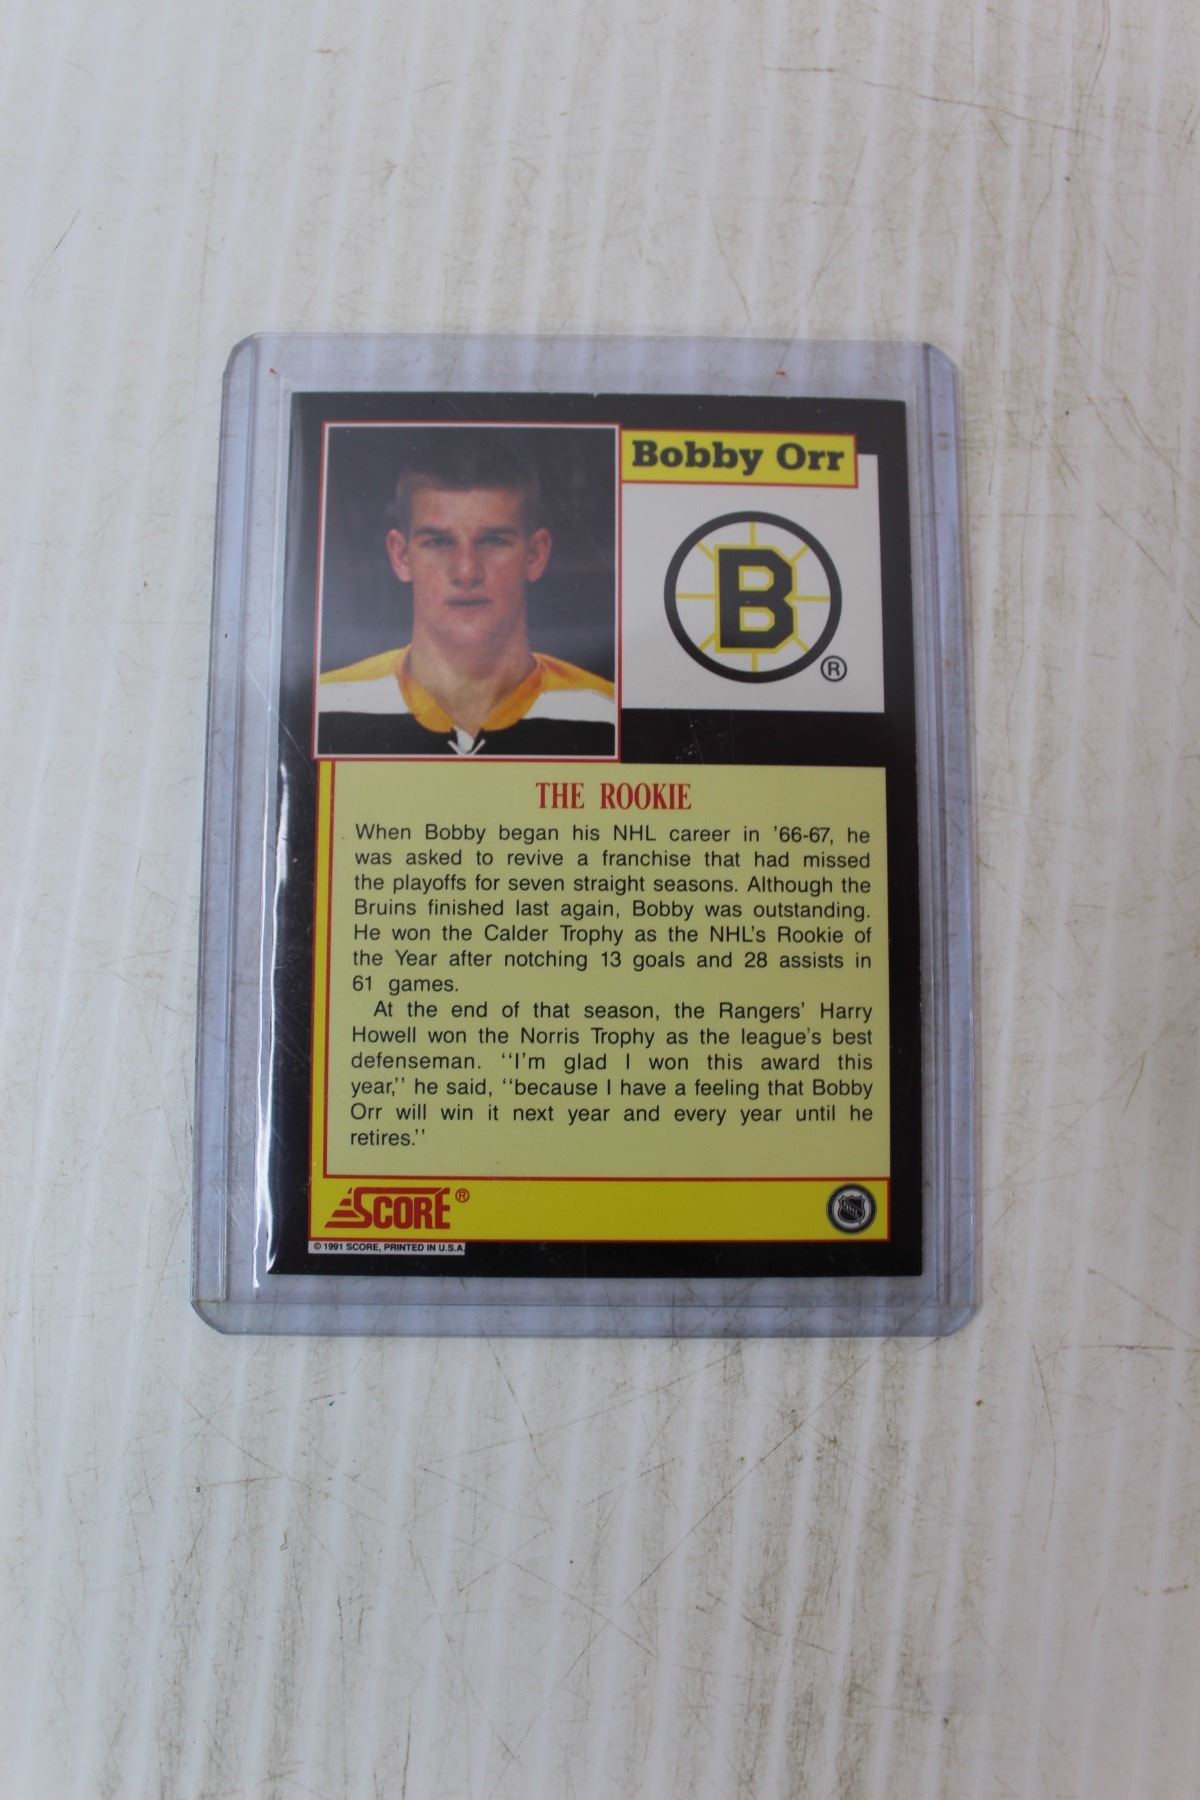 Bobby Orr
B
®
THE ROOKIE
When Bobby began his NHL career in '66-67, he
was asked to revive a franchise that had missed
the playoffs for seven straight seasons. Although the
Bruins finished last again, Bobby was outstanding.
He won the Calder Trophy as the NHL's Rookie of
the Year after notching 13 goals and 28 assists in
61 games.
At the end of that season, the Rangers' Harry
Howell won the Norris Trophy as the league's best
defenseman. ''I'm glad I won this award this
year,'' he said, ''because I have a feeling that Bobby
Orr will win it next year and every year until he
retires.''
SCORE®
NHL
© 1991 SCORE, PRINTED IN U.S.A.